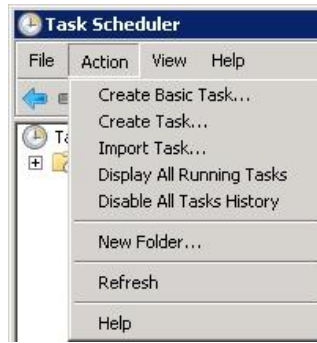 Task Scheduler
File Action View Help
Create Basic Task...
Create Task...
Import Task...
Display All Running Tasks
Disable All Tasks History
New Folder...
Refresh
Help